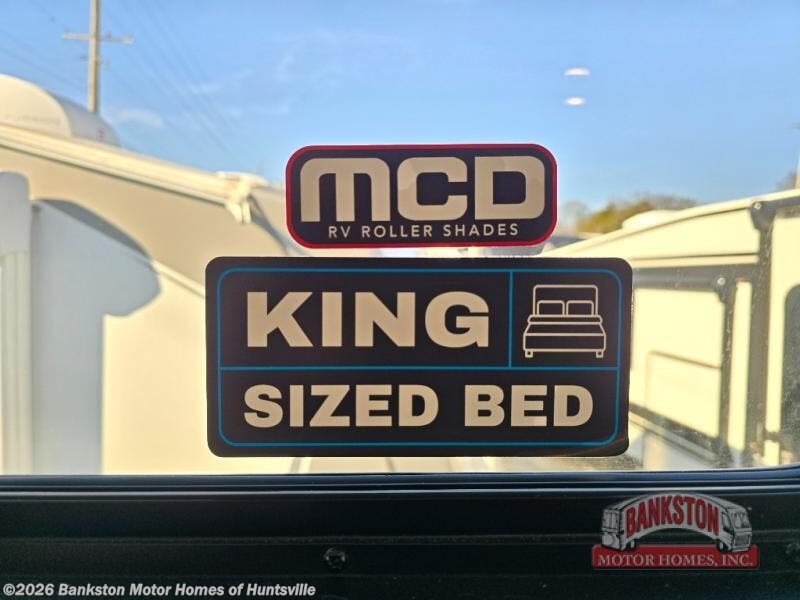 MCD
RV ROLLER SHADES
KING
SIZED BED
BANKSTON
MOTOR HOMES, INC.
©2026 Bankston Motor Homes of Huntsville